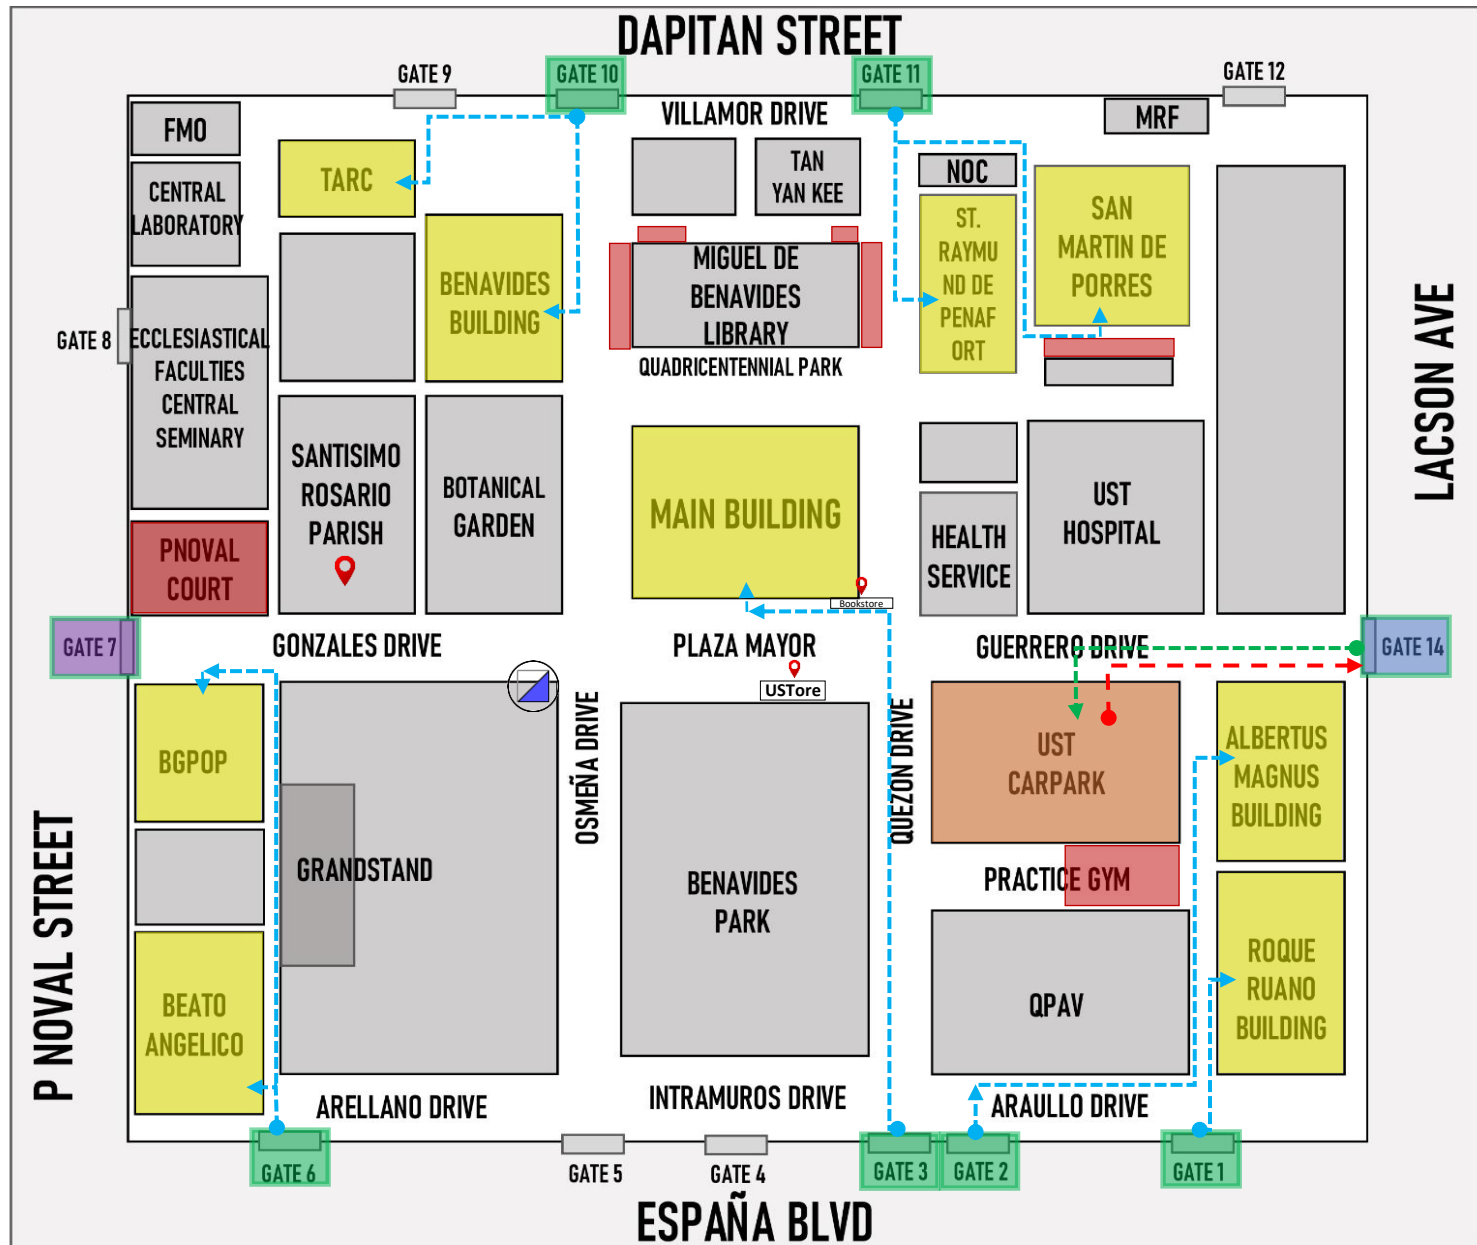 DAPITAN STREET
GATE 9
GATE 10
GATE 11
GATE 12
FMO
VILLAMOR DRIVE
MRF
TARC
TAN
YAN KEE
NOC
CENTRAL
LABORATORY
ST.
RAYMU
ND DE
PENAF
ORT
SAN
MARTIN DE
PORRES
BENAVIDES
BUILDING
MIGUEL DE
BENAVIDES
LIBRARY
GATE 8
ECCLESIASTICAL
FACULTIES
CENTRAL
SEMINARY
QUADRICENTENNIAL PARK
LACSON AVE
SANTISIMO
ROSARIO
PARISH
BOTANICAL
GARDEN
MAIN BUILDING
UST
HOSPITAL
HEALTH
SERVICE
PNOVAL
COURT
Bookstore
GATE 7
GONZALES DRIVE
PLAZA MAYOR
GUERRERO DRIVE
GATE 14
USTore
BGPOP
OSMEÑA DRIVE
QUEZON DRIVE
UST
CARPARK
ALBERTUS
MAGNUS
BUILDING
P NOVAL STREET
GRANDSTAND
BENAVIDES
PARK
PRACTICE GYM
BEATO
ANGELICO
QPAV
ROQUE
RUANO
BUILDING
ARELLANO DRIVE
INTRAMUROS DRIVE
ARAULLO DRIVE
GATE 6
GATE 5
GATE 4
GATE 3
GATE 2
GATE 1
ESPAÑA BLVD